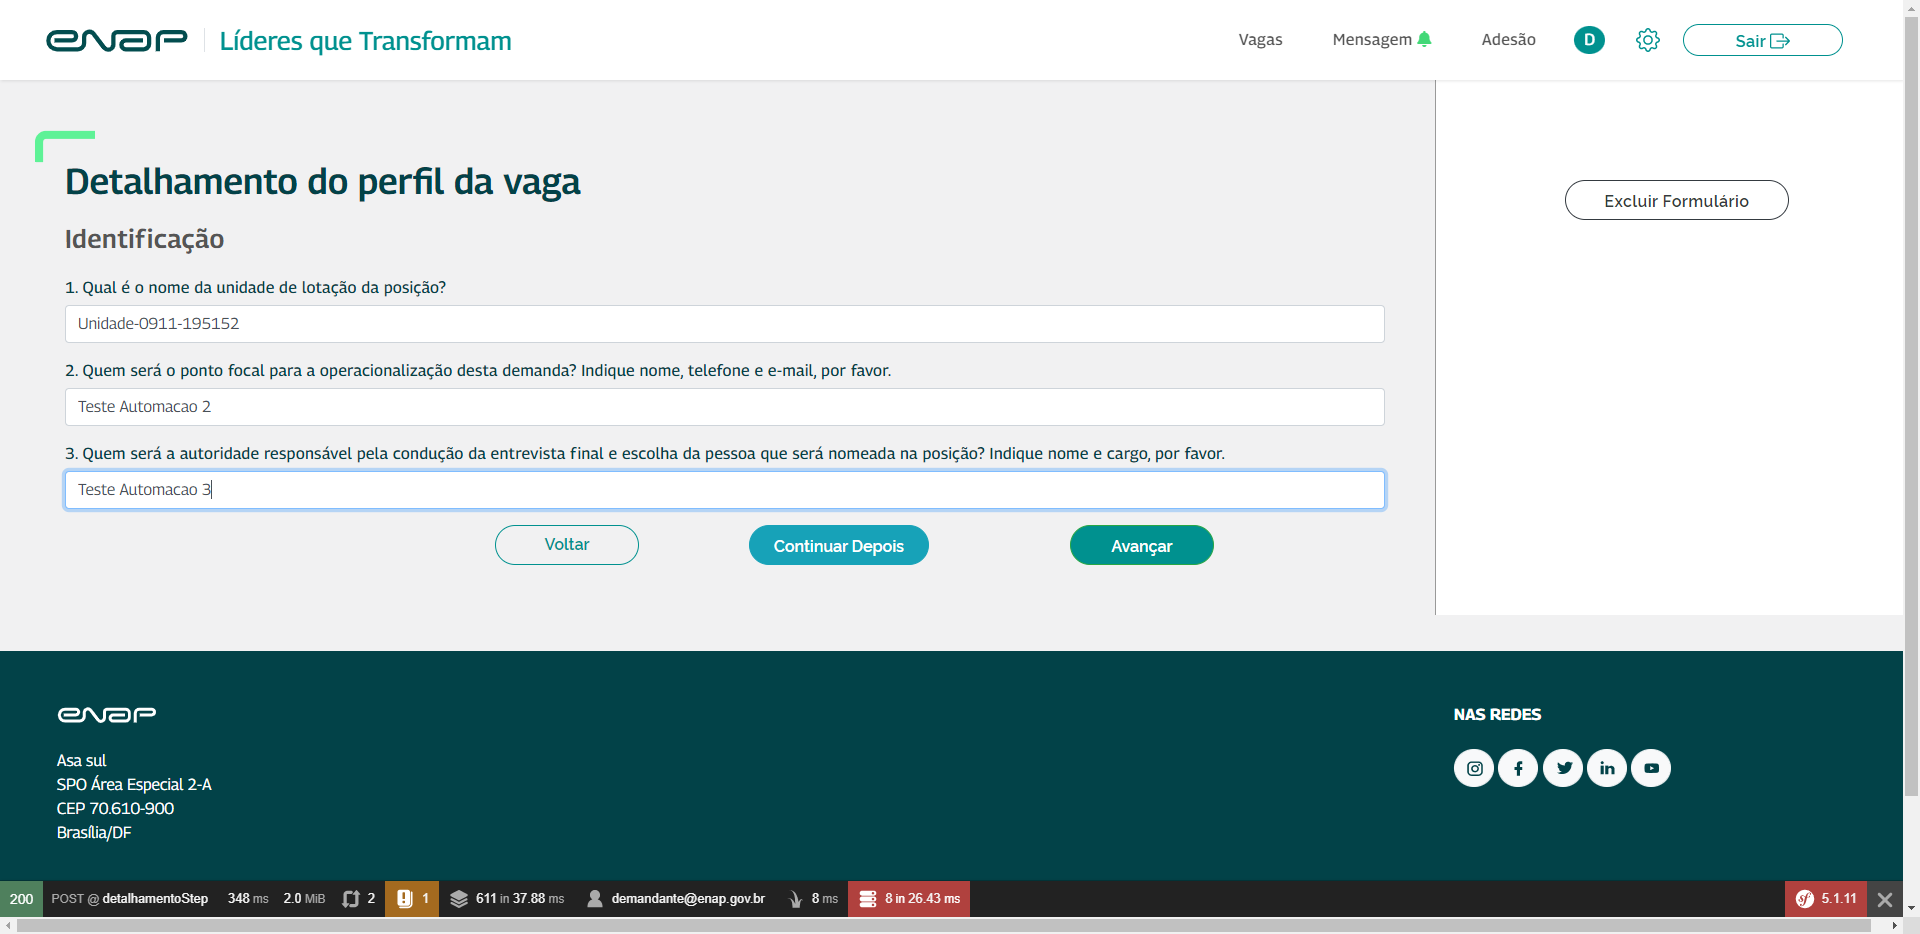 enap
Líderes que Transformam
Vagas
Mensagem
Adesão
D
Sair
Detalhamento do perfil da vaga
Excluir Formulário
Identificação
1. Qual é o nome da unidade de lotação da posição?
Unidade-0911-195152
2. Quem será o ponto focal para a operacionalização desta demanda? Indique nome, telefone e e-mail, por favor.
Teste Automacao 2
3. Quem será a autoridade responsável pela condução da entrevista final e escolha da pessoa que será nomeada na posição? Indique nome e cargo, por favor.
Teste Automacao 3
Voltar
Continuar Depois
Avançar
enap
NAS REDES
Asa sul
SPO Área Especial 2-A
CEP 70.610-900
Brasília/DF
200 POST @ detalhamentoStep 348 ms 2.0 MiB 2 1 611 in 37.88 ms demandante@enap.gov.br 8 ms 8 in 26.43 ms sf 5.1.11